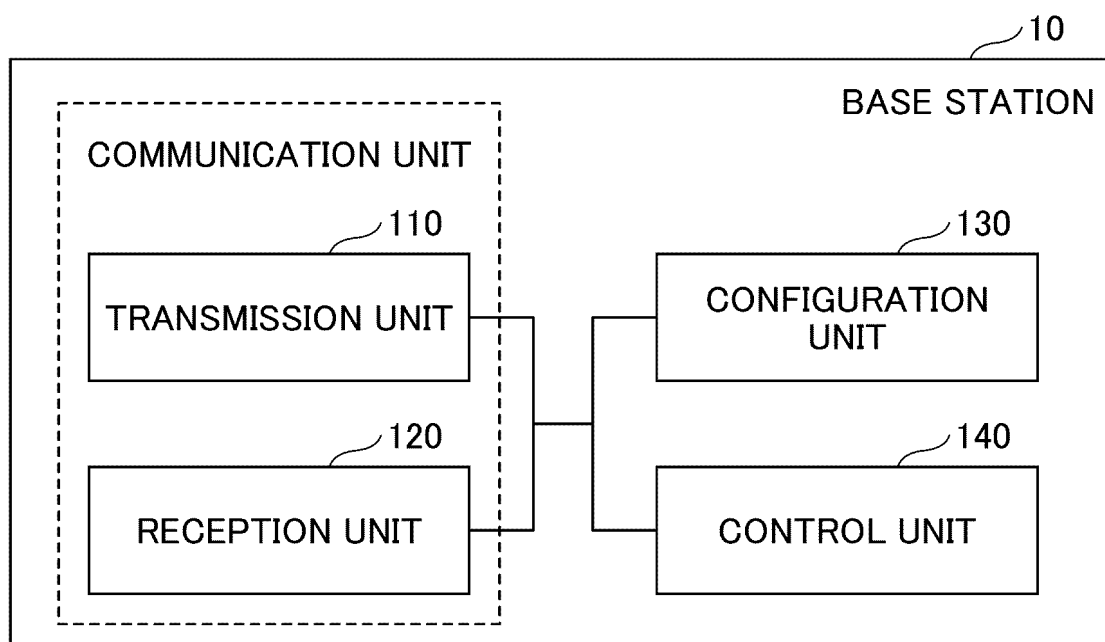 10
BASE STATION
COMMUNICATION UNIT
110
TRANSMISSION UNIT
120
RECEPTION UNIT
130
CONFIGURATION
UNIT
140
CONTROL UNIT